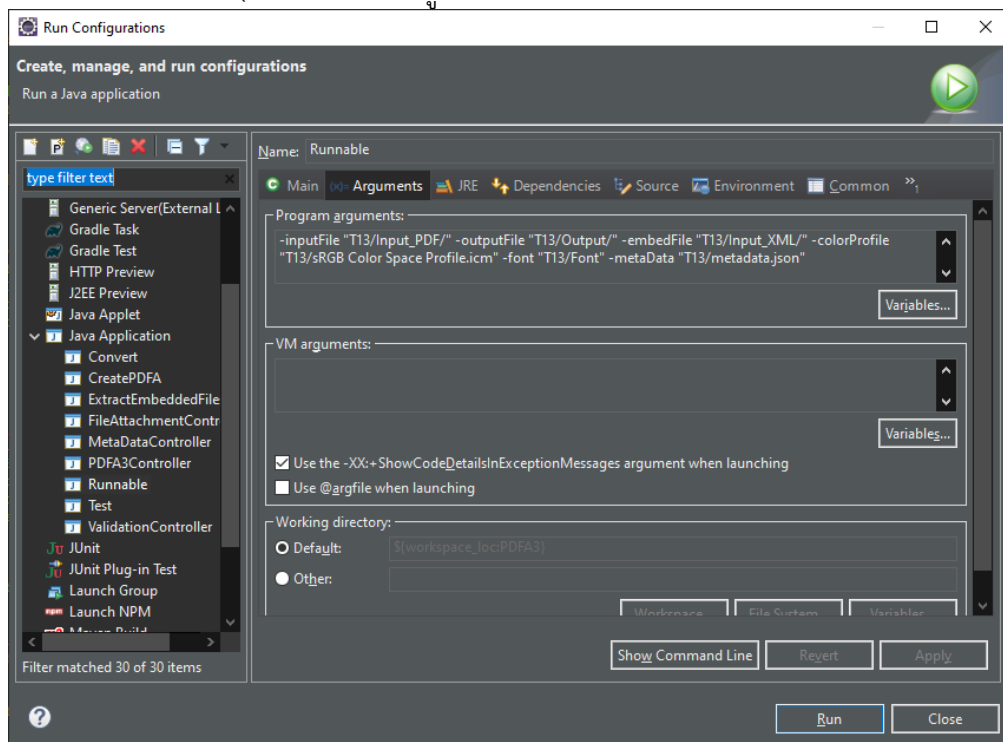 Run Configurations
Create, manage, and run configurations
Run a Java application
type filter text
Generic Server(External L
Gradle Task
Gradle Test
HTTP Preview
J2EE Preview
Java Applet
Java Application
Convert
CreatePDFA
ExtractEmbeddedFile
FileAttachmentContr
MetaDataController
PDFA3Controller
Runnable
Test
ValidationController
JUnit
JUnit Plug-in Test
Launch Group
Launch NPM
Maven Build
Filter matched 30 of 30 items
Name: Runnable
Main
Arguments
JRE
Dependencies
Source
Environment
Common
Program arguments:
-inputFile "T13/Input_PDF/" -outputFile "T13/Output/" -embedFile "T13/Input_XML/" -colorProfile
"T13/sRGB Color Space Profile.icm" -font "T13/Font" -metaData "T13/metadata.json"
Variables...
VM arguments:
Variables...
Use the -XX:+ShowCodeDetailsInExceptionMessages argument when launching
Use @argfile when launching
Working directory:
Default:
${workspace_loc:PDFA3}
Other:
Workspace...
File System...
Variables...
Show Command Line
Revert
Apply
Run
Close